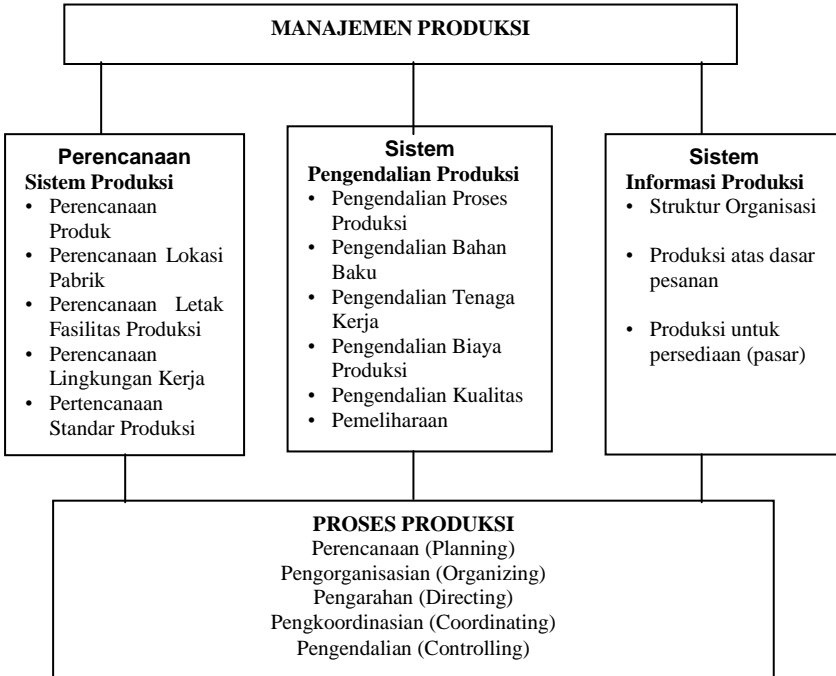 MANAJEMEN PRODUKSI
Perencanaan
Sistem Produksi
• Perencanaan
Produk
• Perencanaan Lokasi
Pabrik
• Perencanaan Letak
Fasilitas Produksi
• Perencanaan
Lingkungan Kerja
• Pertencanaan
Standar Produksi
Sistem
Pengendalian Produksi
• Pengendalian Proses
Produksi
• Pengendalian Bahan
Baku
• Pengendalian Tenaga
Kerja
• Pengendalian Biaya
Produksi
• Pengendalian Kualitas
• Pemeliharaan
Sistem
Informasi Produksi
• Struktur Organisasi
• Produksi atas dasar
pesanan
• Produksi untuk
persediaan (pasar)
PROSES PRODUKSI
Perencanaan (Planning)
Pengorganisasian (Organizing)
Pengarahan (Directing)
Pengkoordinasian (Coordinating)
Pengendalian (Controlling)